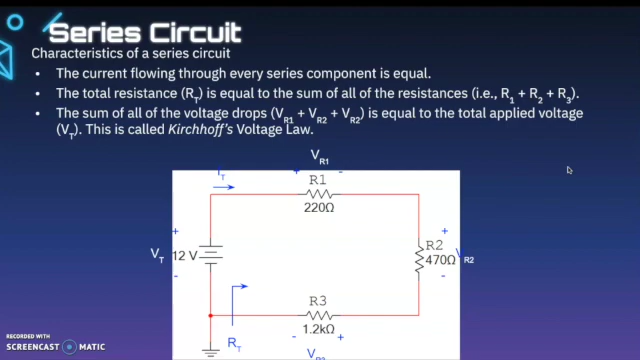 Series Circuit
Characteristics of a series circuit
• The current flowing through every series component is equal.
• The total resistance (RT) is equal to the sum of all of the resistances (i.e., R1 + R2 + R3).
• The sum of all of the voltage drops (VR1 + VR2 + VR2) is equal to the total applied voltage
(VT). This is called Kirchhoff's Voltage Law.
VR1
+ -
R1
220Ω
+
VT 12 V
-
+
R2
470Ω
VR2
-
R3
1.2kΩ
- +
RT
RECORDED WITH
SCREENCAST MATIC